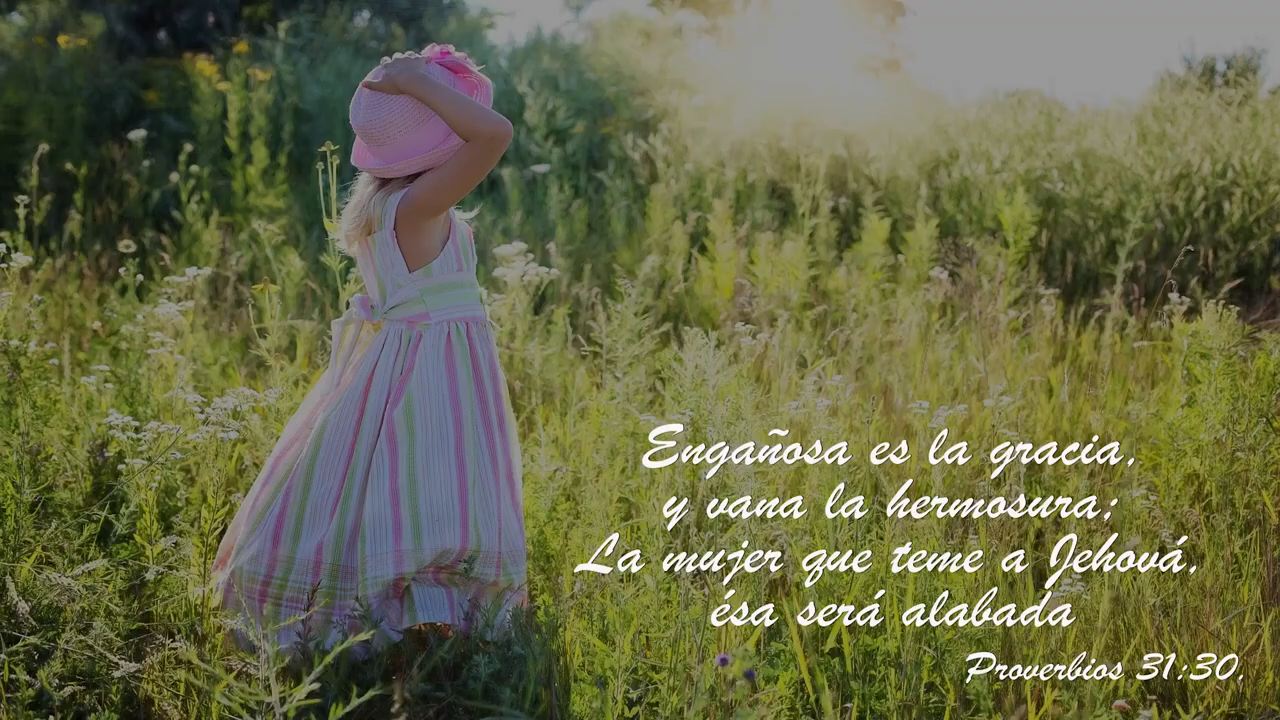 Engañosa es la gracia,
y vana la hermosura;
La mujer que teme a Jehová,
ésa será alabada
Proverbios 31:30.